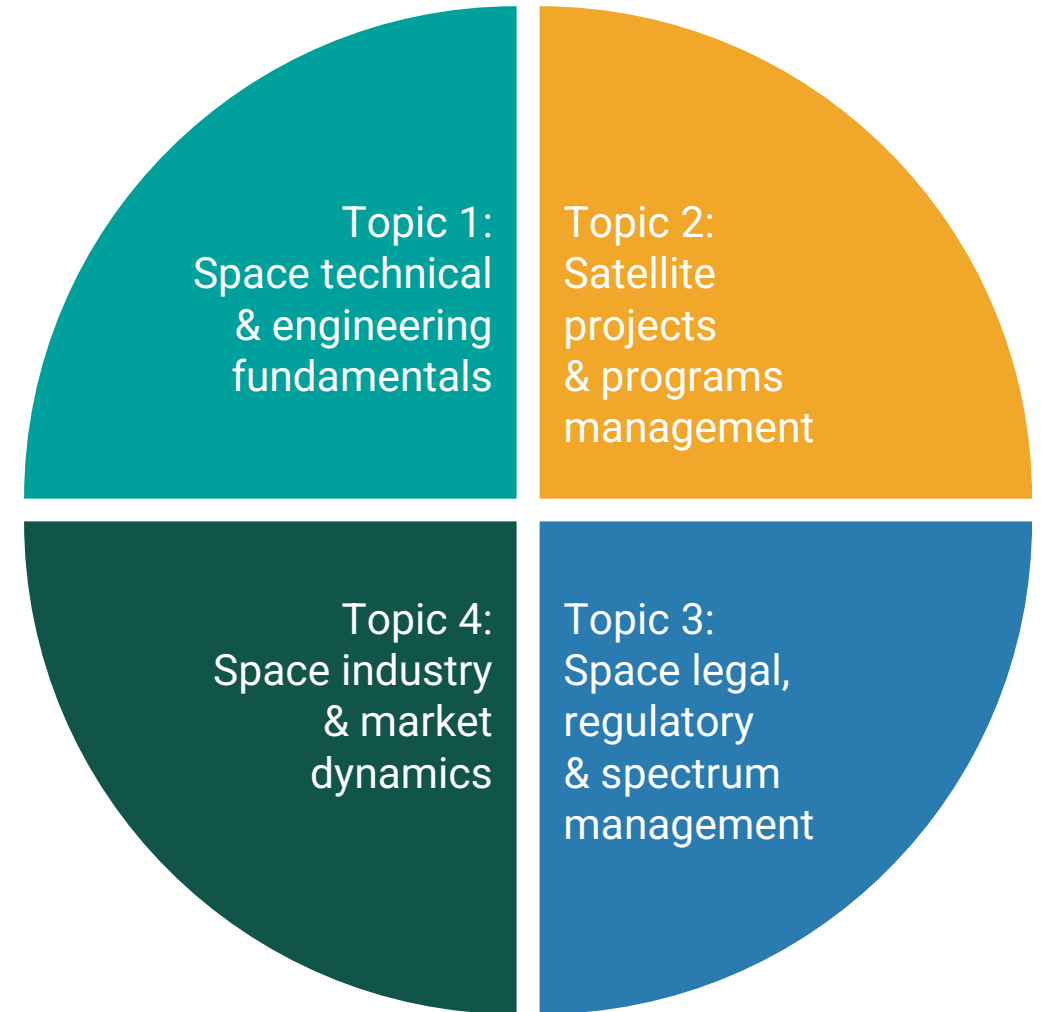 Topic 1:
Space technical
& engineering
fundamentals
Topic 2:
Satellite
projects
& programs
management
Topic 3:
Space legal,
regulatory
& spectrum
management
Topic 4:
Space industry
& market
dynamics